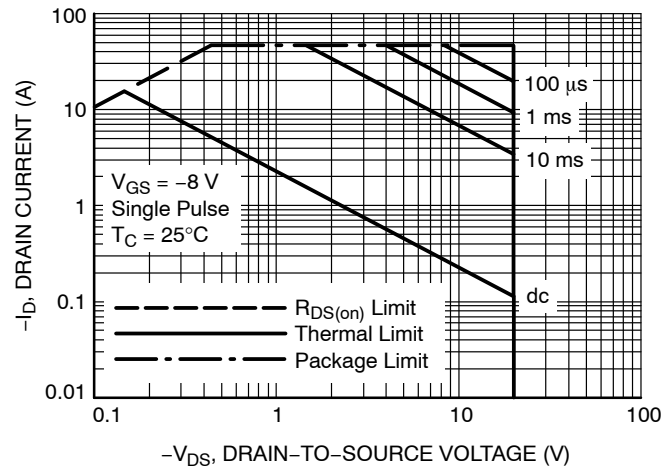 100
10
1
0.1
0.01
0.1
1
10
100
−I_D, DRAIN CURRENT (A)
−V_DS, DRAIN−TO−SOURCE VOLTAGE (V)
V_GS = −8 V
Single Pulse
T_C = 25°C
100 μs
1 ms
10 ms
dc
R_DS(on) Limit
Thermal Limit
Package Limit